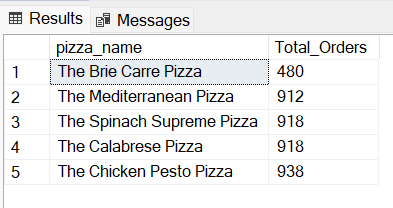 Results Messages
pizza_name Total_Orders
1 The Brie Carre Pizza 480
2 The Mediterranean Pizza 912
3 The Spinach Supreme Pizza 918
4 The Calabrese Pizza 918
5 The Chicken Pesto Pizza 938